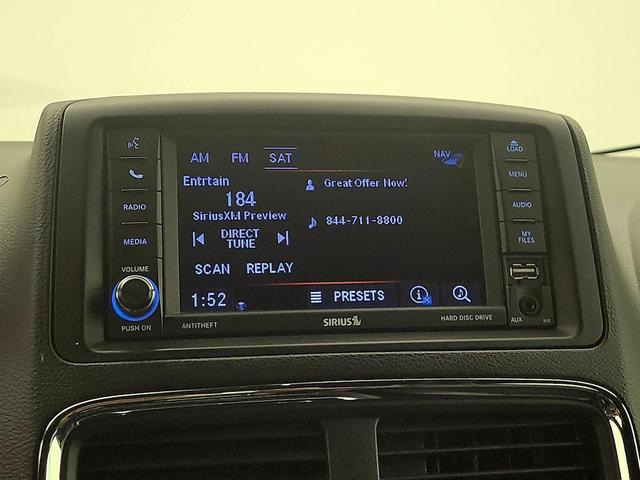 AM FM SAT NAV
Entrtain
184
SiriusXM Preview
DIRECT
TUNE
SCAN REPLAY
1:52
Great Offer Now!
844-711-8800
PRESETS
RADIO
MEDIA
VOLUME
PUSH ON
ANTITHEFT
SIRIUS
HARD DISC DRIVE
LOAD
MENU
AUDIO
MY
FILES
AUX